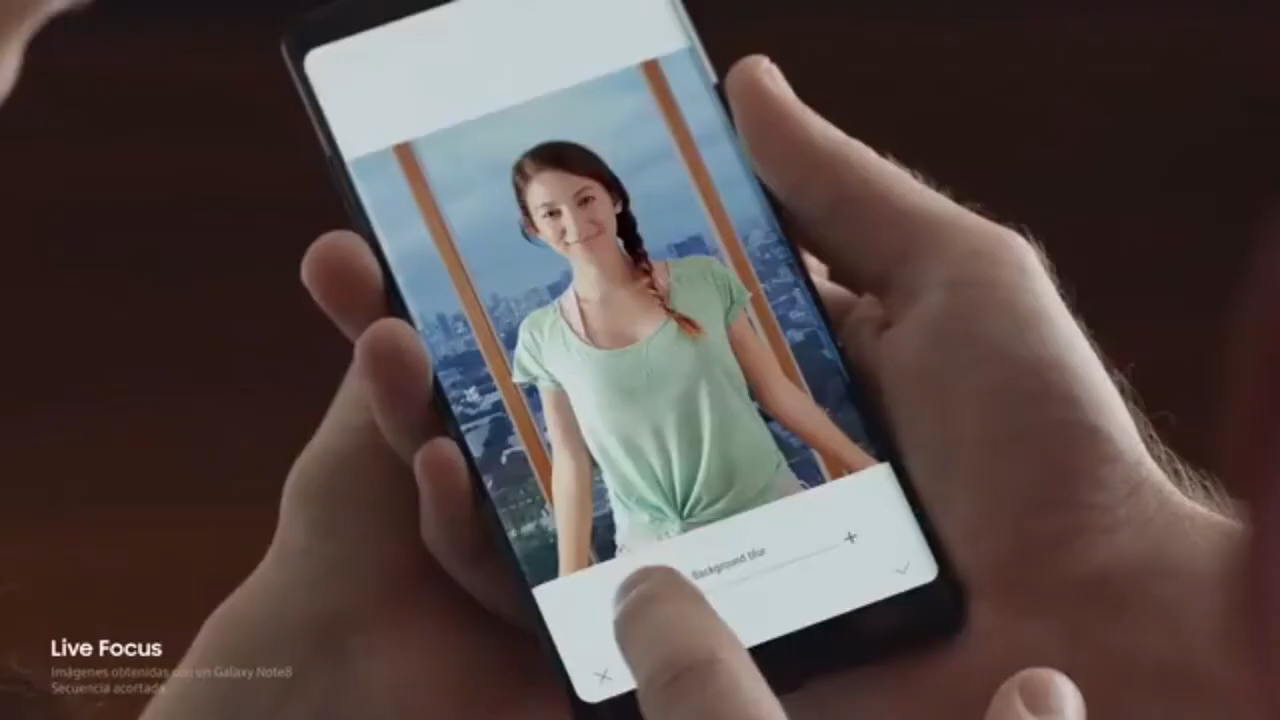 Background Blur
Live Focus
Imágenes obtenidas con un Galaxy Note8
Secuencia acortada